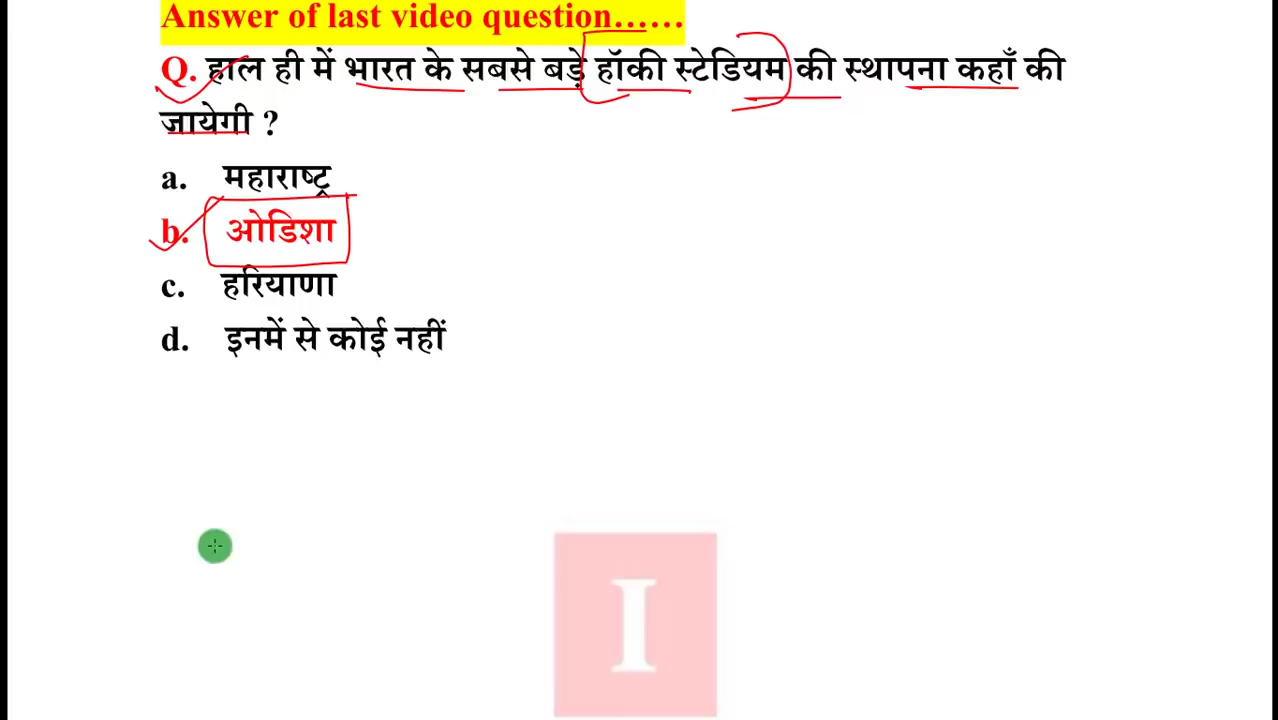 Answer of last video question……
Q. हाल ही में भारत के सबसे बड़े हॉकी स्टेडियम की स्थापना कहाँ की
जायेगी ?
a. महाराष्ट्र
b. ओडिशा
c. हरियाणा
d. इनमें से कोई नहीं
I